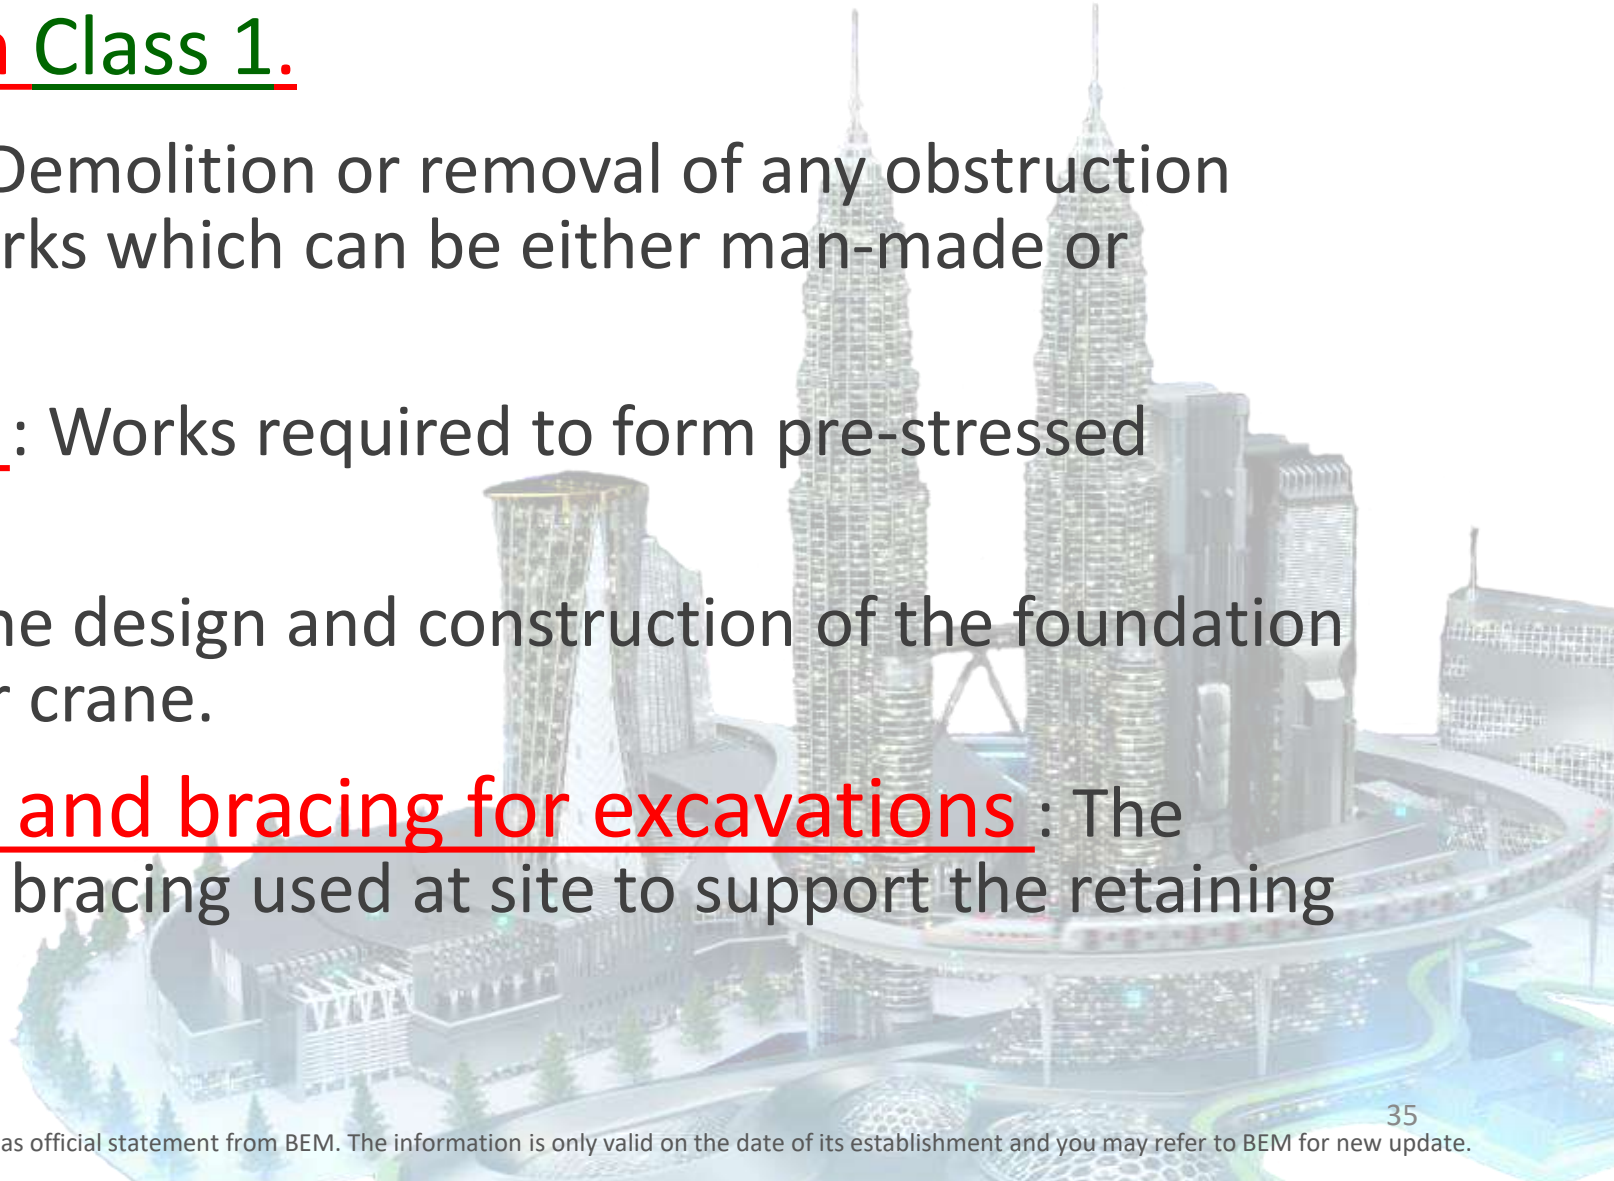 Class 1.
Demolition or removal of any obstruction
rks which can be either man-made or
: Works required to form pre-stressed
he design and construction of the foundation
r crane.
and bracing for excavations : The
bracing used at site to support the retaining
35
as official statement from BEM. The information is only valid on the date of its establishment and you may refer to BEM for new update.